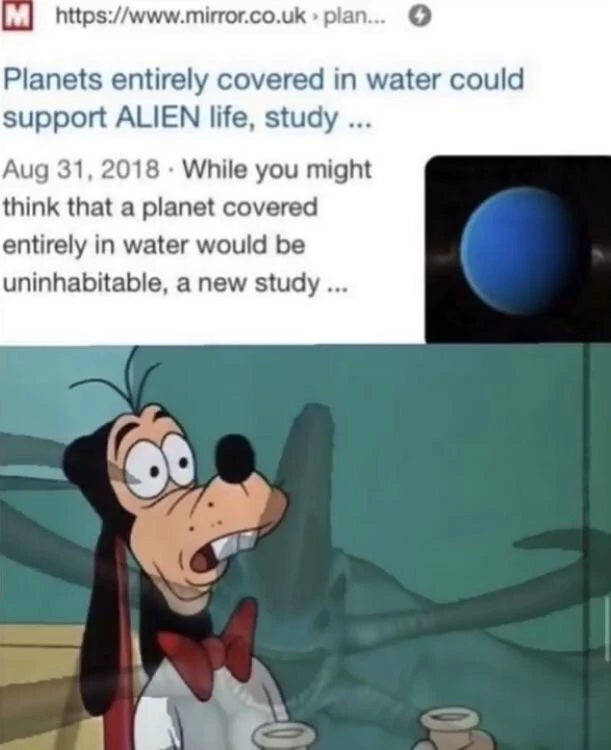 M https://www.mirror.co.uk › plan...
Planets entirely covered in water could
support ALIEN life, study ...
Aug 31, 2018 · While you might
think that a planet covered
entirely in water would be
uninhabitable, a new study ...